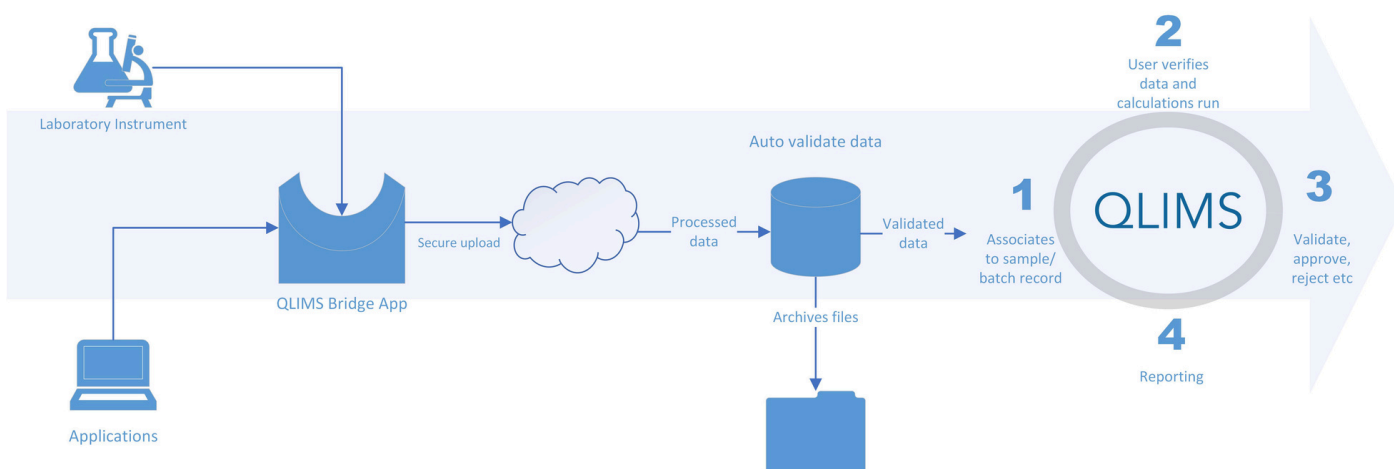 Laboratory Instrument
Applications
QLIMS Bridge App
Secure upload
Processed
data
Auto validate data
Archives files
Validated
data
1
Associates
to sample/
batch record
2
User verifies
data and
calculations run
QLIMS
3
Validate,
approve,
reject etc
4
Reporting